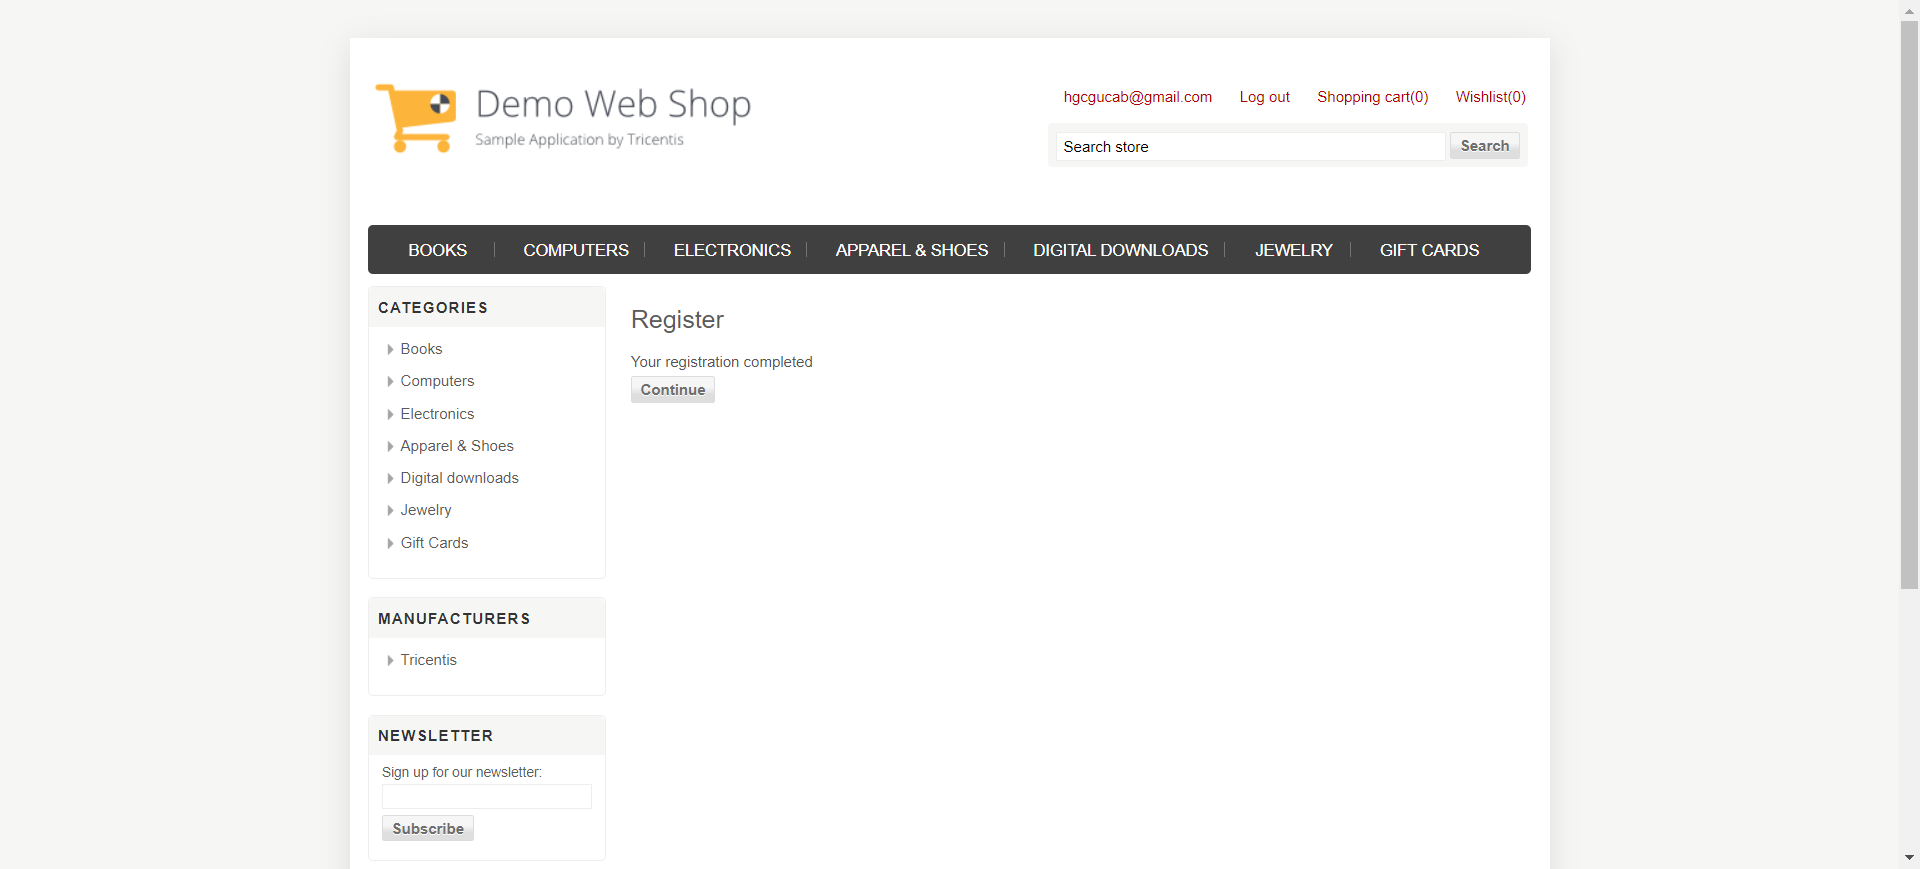 Demo Web Shop
Sample Application by Tricentis
hgcgucab@gmail.com Log out Shopping cart(0) Wishlist(0)
Search store Search
BOOKS COMPUTERS ELECTRONICS APPAREL & SHOES DIGITAL DOWNLOADS JEWELRY GIFT CARDS
CATEGORIES
Books
Computers
Electronics
Apparel & Shoes
Digital downloads
Jewelry
Gift Cards
MANUFACTURERS
Tricentis
NEWSLETTER
Sign up for our newsletter:
Subscribe
Register
Your registration completed
Continue